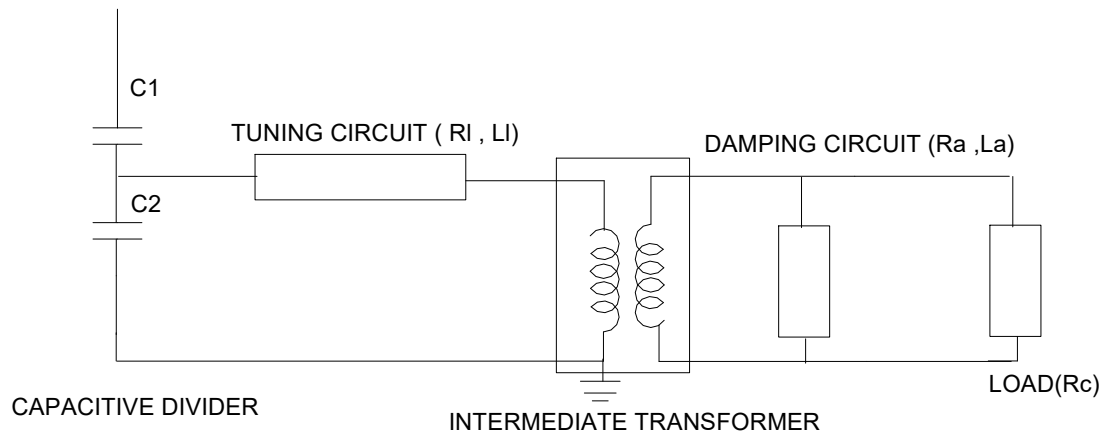 C1
TUNING CIRCUIT ( Rl , Ll)
DAMPING CIRCUIT (Ra ,La)
C2
LOAD(Rc)
CAPACITIVE DIVIDER
INTERMEDIATE TRANSFORMER